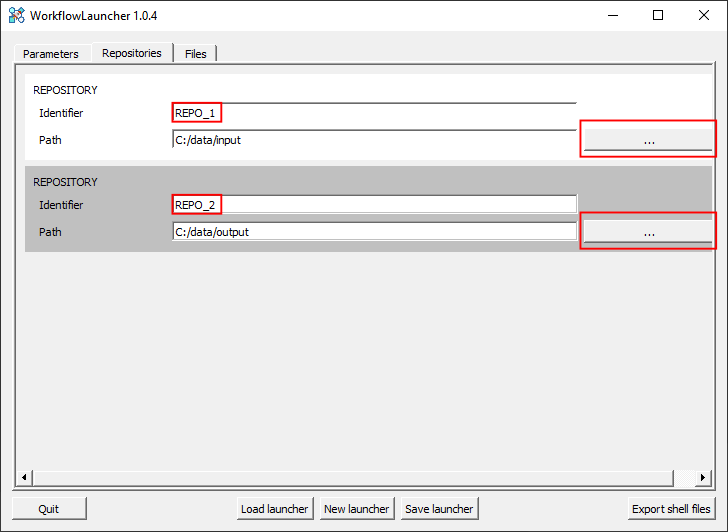 WorkflowLauncher 1.0.4
Parameters Repositories Files
REPOSITORY
Identifier REPO_1
Path C:/data/input ...
REPOSITORY
Identifier REPO_2
Path C:/data/output ...
Quit Load launcher New launcher Save launcher Export shell files